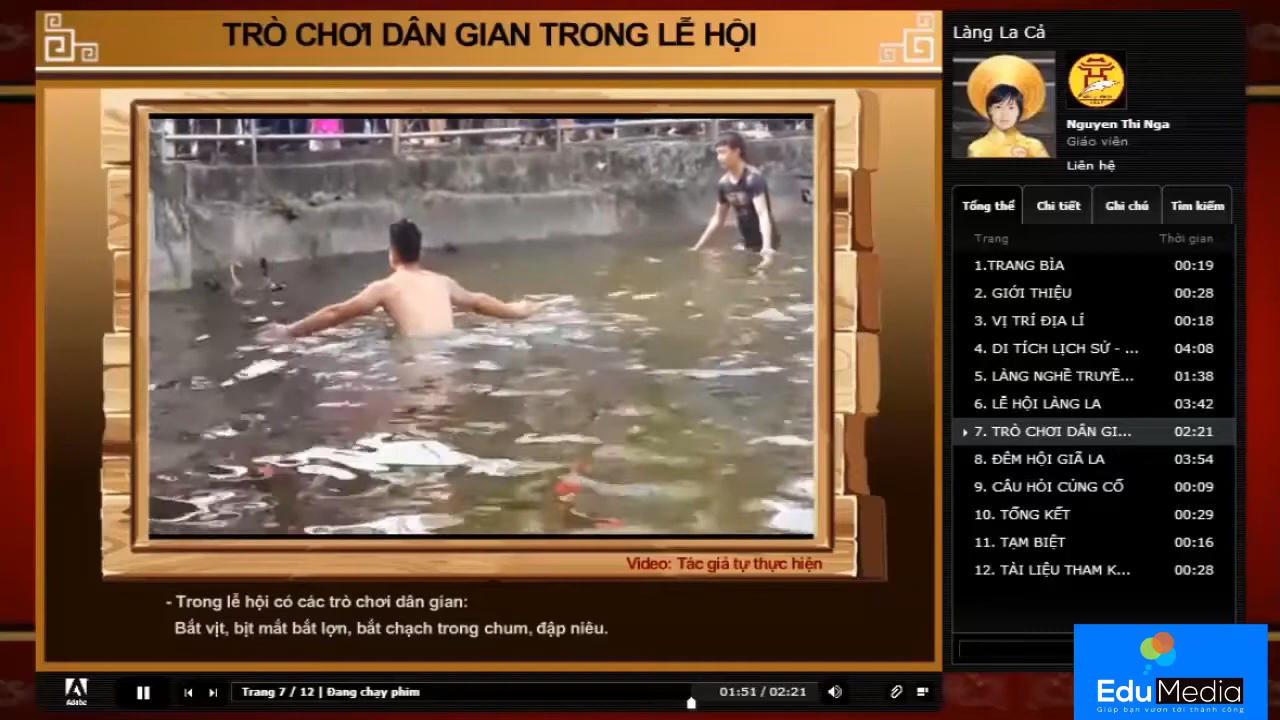 TRÒ CHƠI DÂN GIAN TRONG LỄ HỘI
Video: Tác giả tự thực hiện
- Trong lễ hội có các trò chơi dân gian:
Bắt vịt, bịt mắt bắt lợn, bắt chạch trong chum, đập niêu.
Làng La Cả
Nguyen Thi Nga
Giáo viên
Liên hệ
Tổng thể Chi tiết Ghi chú Tìm kiếm
Trang Thời gian
1.TRANG BÌA 00:19
2. GIỚI THIỆU 00:28
3. VỊ TRÍ ĐỊA LÍ 00:18
4. DI TÍCH LỊCH SỬ - ... 04:08
5. LÀNG NGHỀ TRUYỀ... 01:38
6. LỄ HỘI LÀNG LA 03:42
7. TRÒ CHƠI DÂN GI... 02:21
8. ĐÊM HỘI GIÃ LA 03:54
9. CÂU HỎI CỦNG CỐ 00:09
10. TỔNG KẾT 00:29
11. TẠM BIỆT 00:16
12. TÀI LIỆU THAM K... 00:28
Adobe
Trang 7 / 12 | Đang chạy phim
01:51 / 02:21
EduMedia
Giúp bạn vươn tới thành công